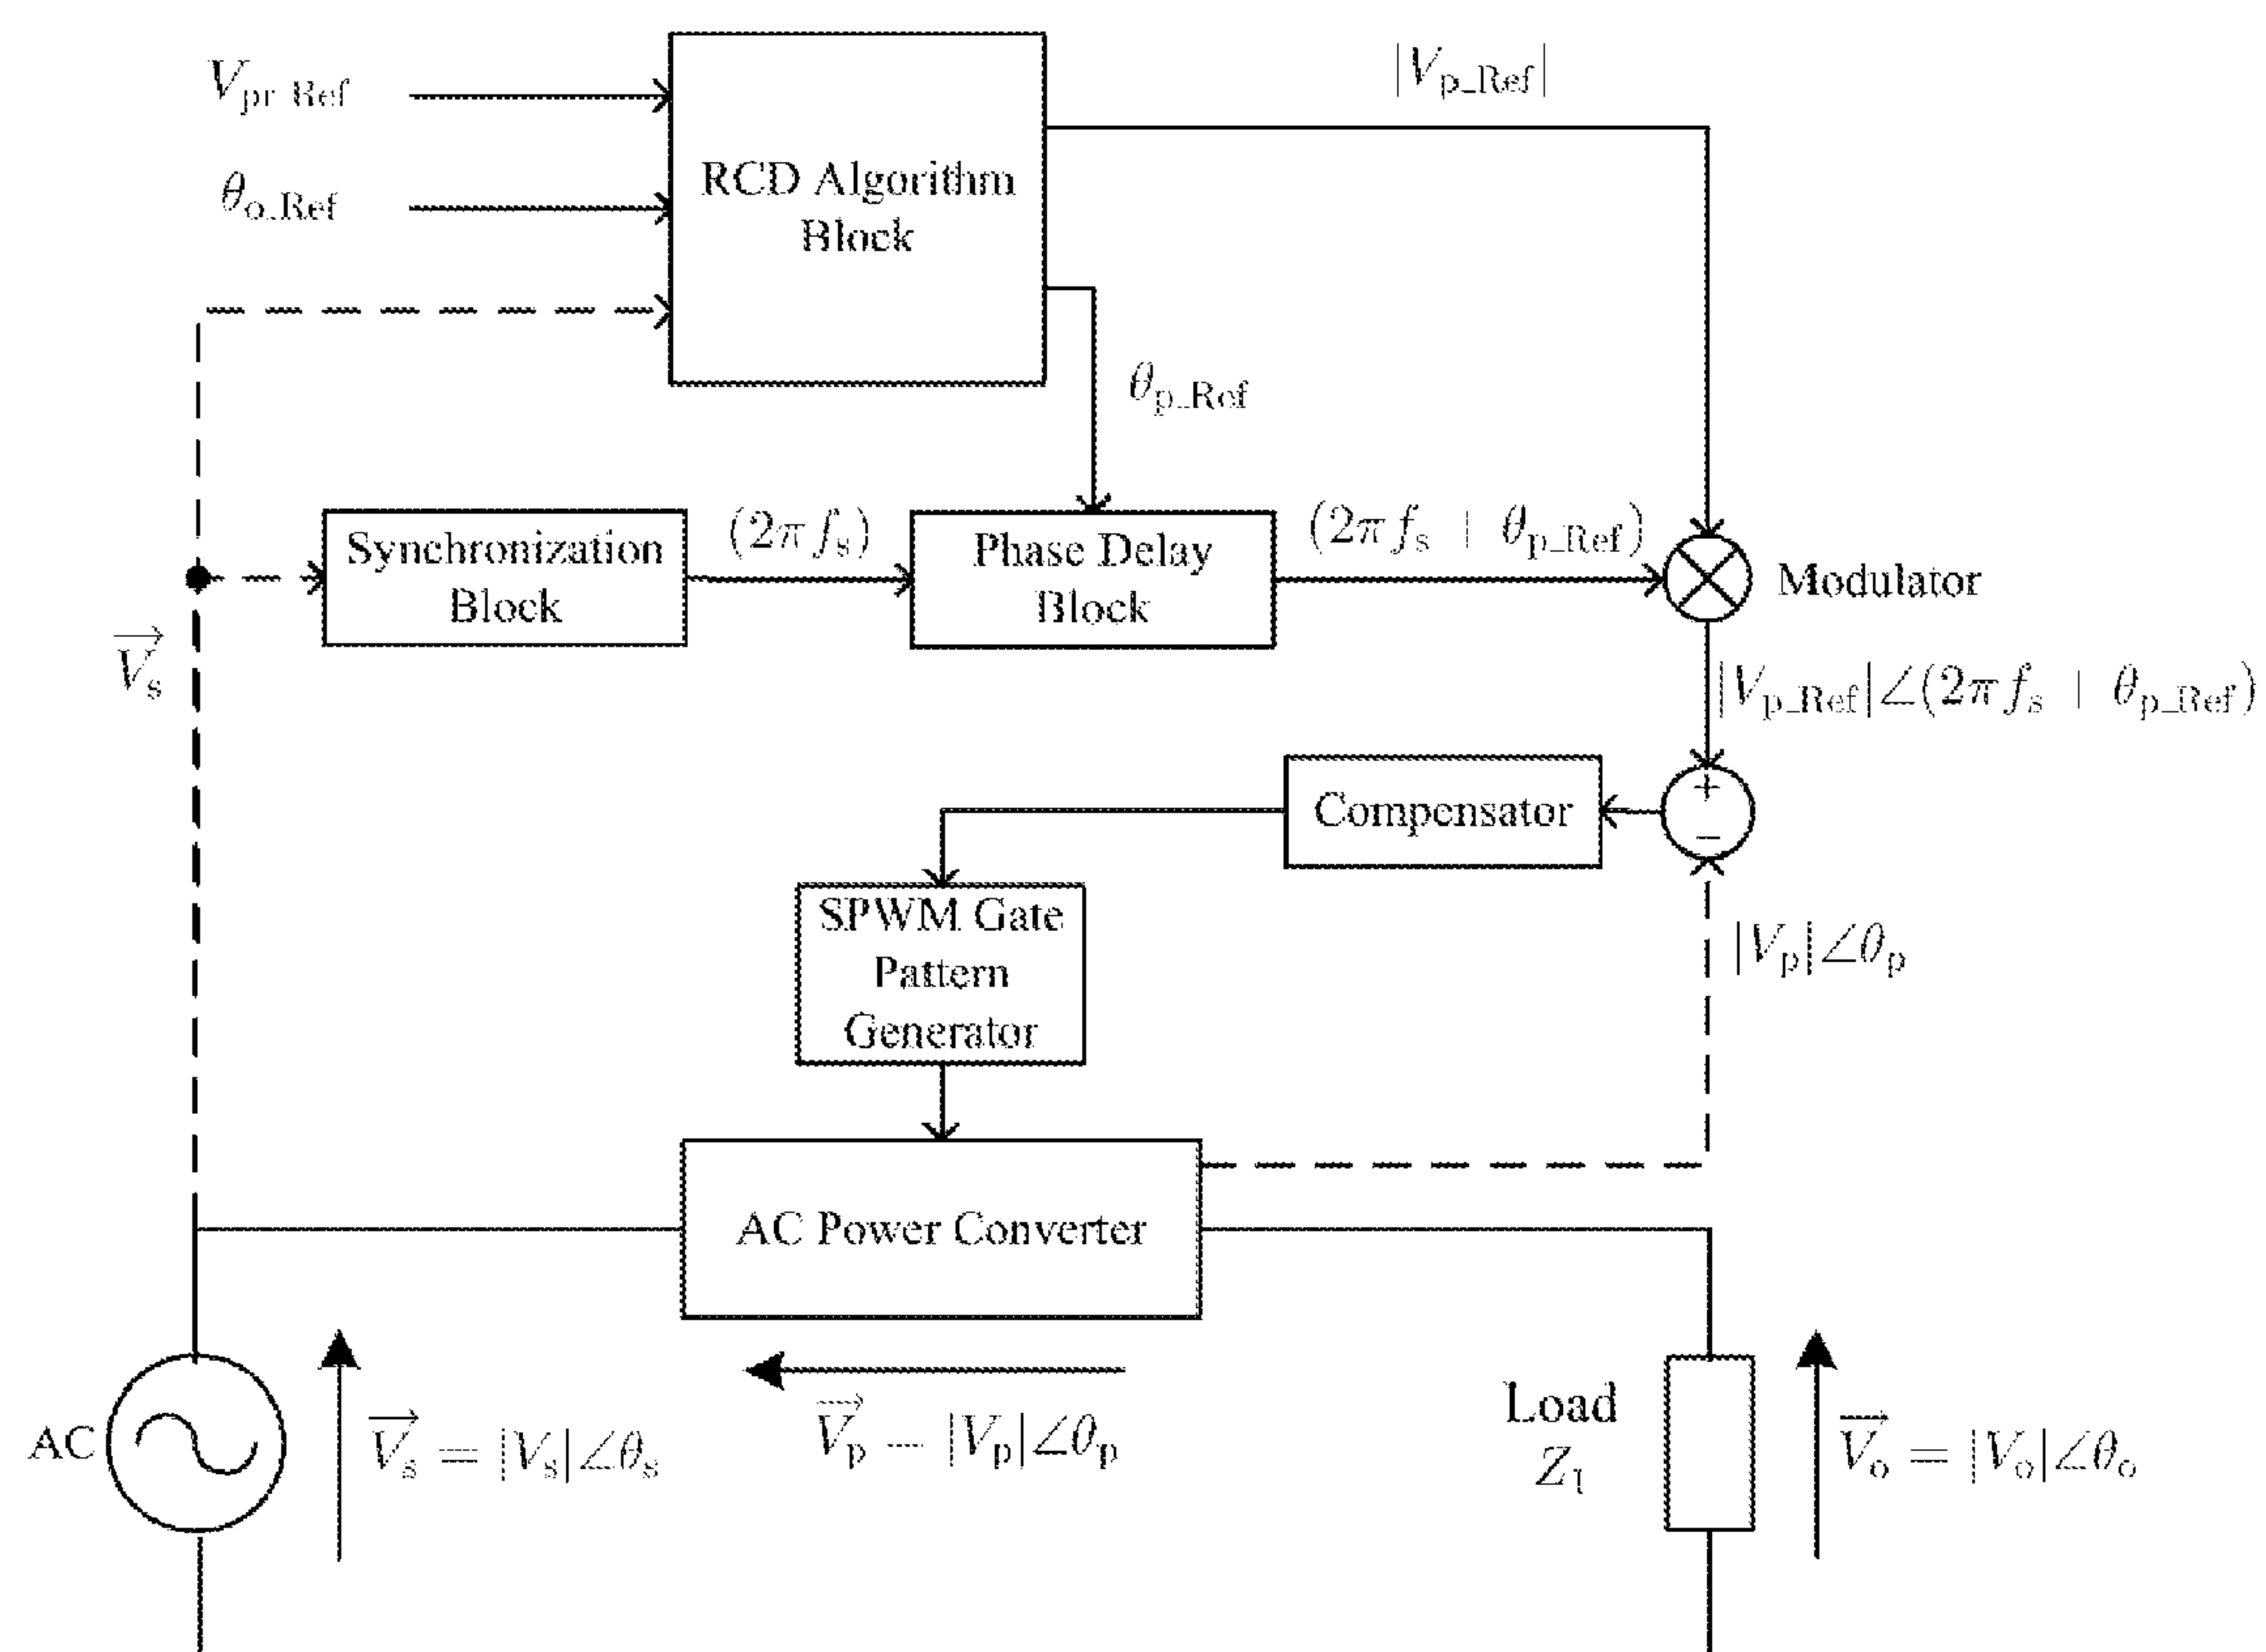 V_pr_Ref
|V_p_Ref|
RCD Algorithm
Block
θ_o_Ref
θ_p_Ref
Synchronization
Block
(2πf_s)
Phase Delay
Block
(2πf_s + θ_p_Ref)
Modulator
V_s
|V_p_Ref|∠(2πf_s + θ_p_Ref)
+
−
Compensator
SPWM Gate
Pattern
Generator
|V_p|∠θ_p
AC Power Converter
AC
V_s = |V_s|∠θ_s
V_p = |V_p|∠θ_p
Load
Z_1
V_o = |V_o|∠θ_o